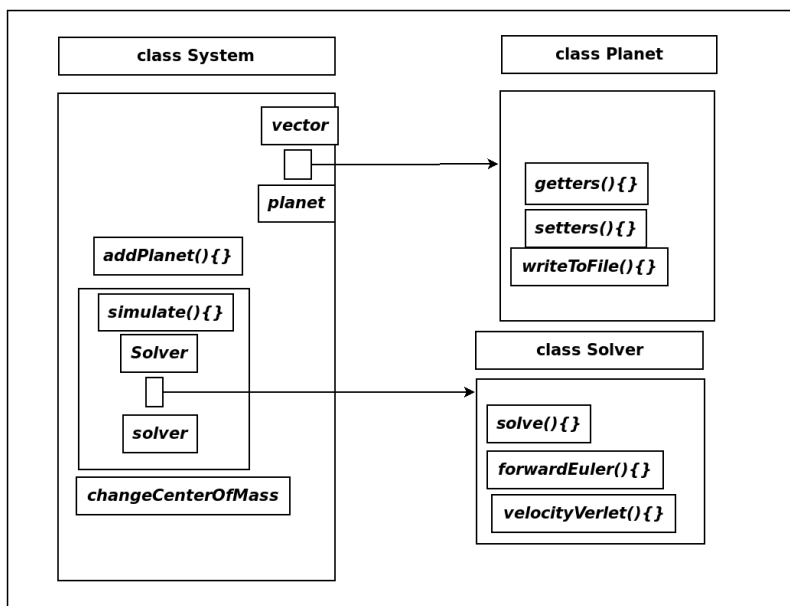 class System
vector
planet
addPlanet(){}
simulate(){}
Solver
solver
changeCenterOfMass
class Planet
getters(){}
setters(){}
writeToFile(){}
class Solver
solve(){}
forwardEuler(){}
velocityVerlet(){}